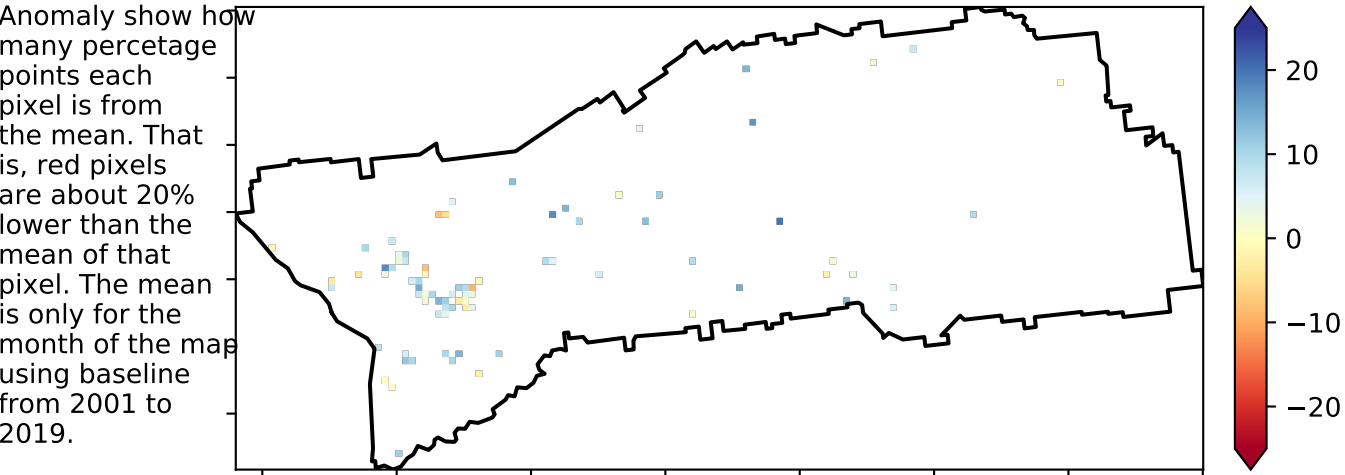 Anomaly show how
many percetage
points each
pixel is from
the mean. That
is, red pixels
are about 20%
lower than the
mean of that
pixel. The mean
is only for the
month of the map
using baseline
from 2001 to
2019.
20
10
0
−10
−20